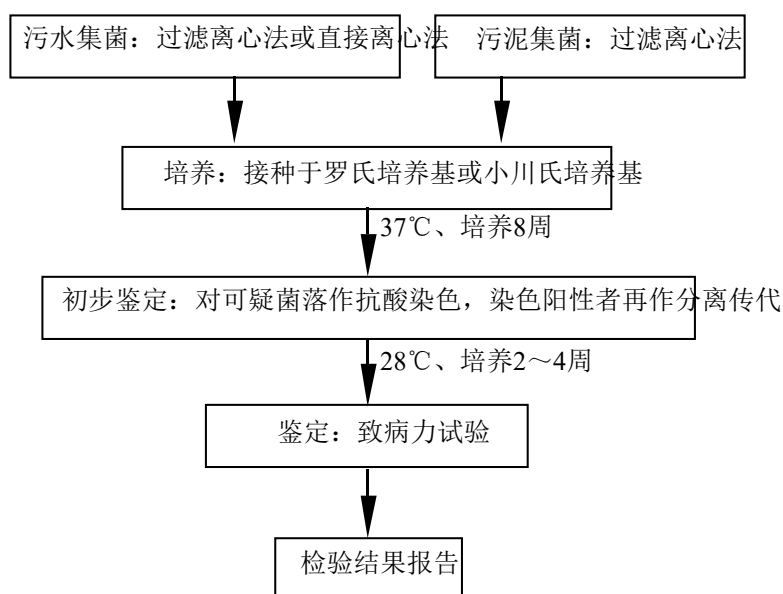 污水集菌：过滤离心法或直接离心法
污泥集菌：过滤离心法
培养：接种于罗氏培养基或小川氏培养基
37℃、培养8周
初步鉴定：对可疑菌落作抗酸染色，染色阳性者再作分离传代
28℃、培养2～4周
鉴定：致病力试验
检验结果报告